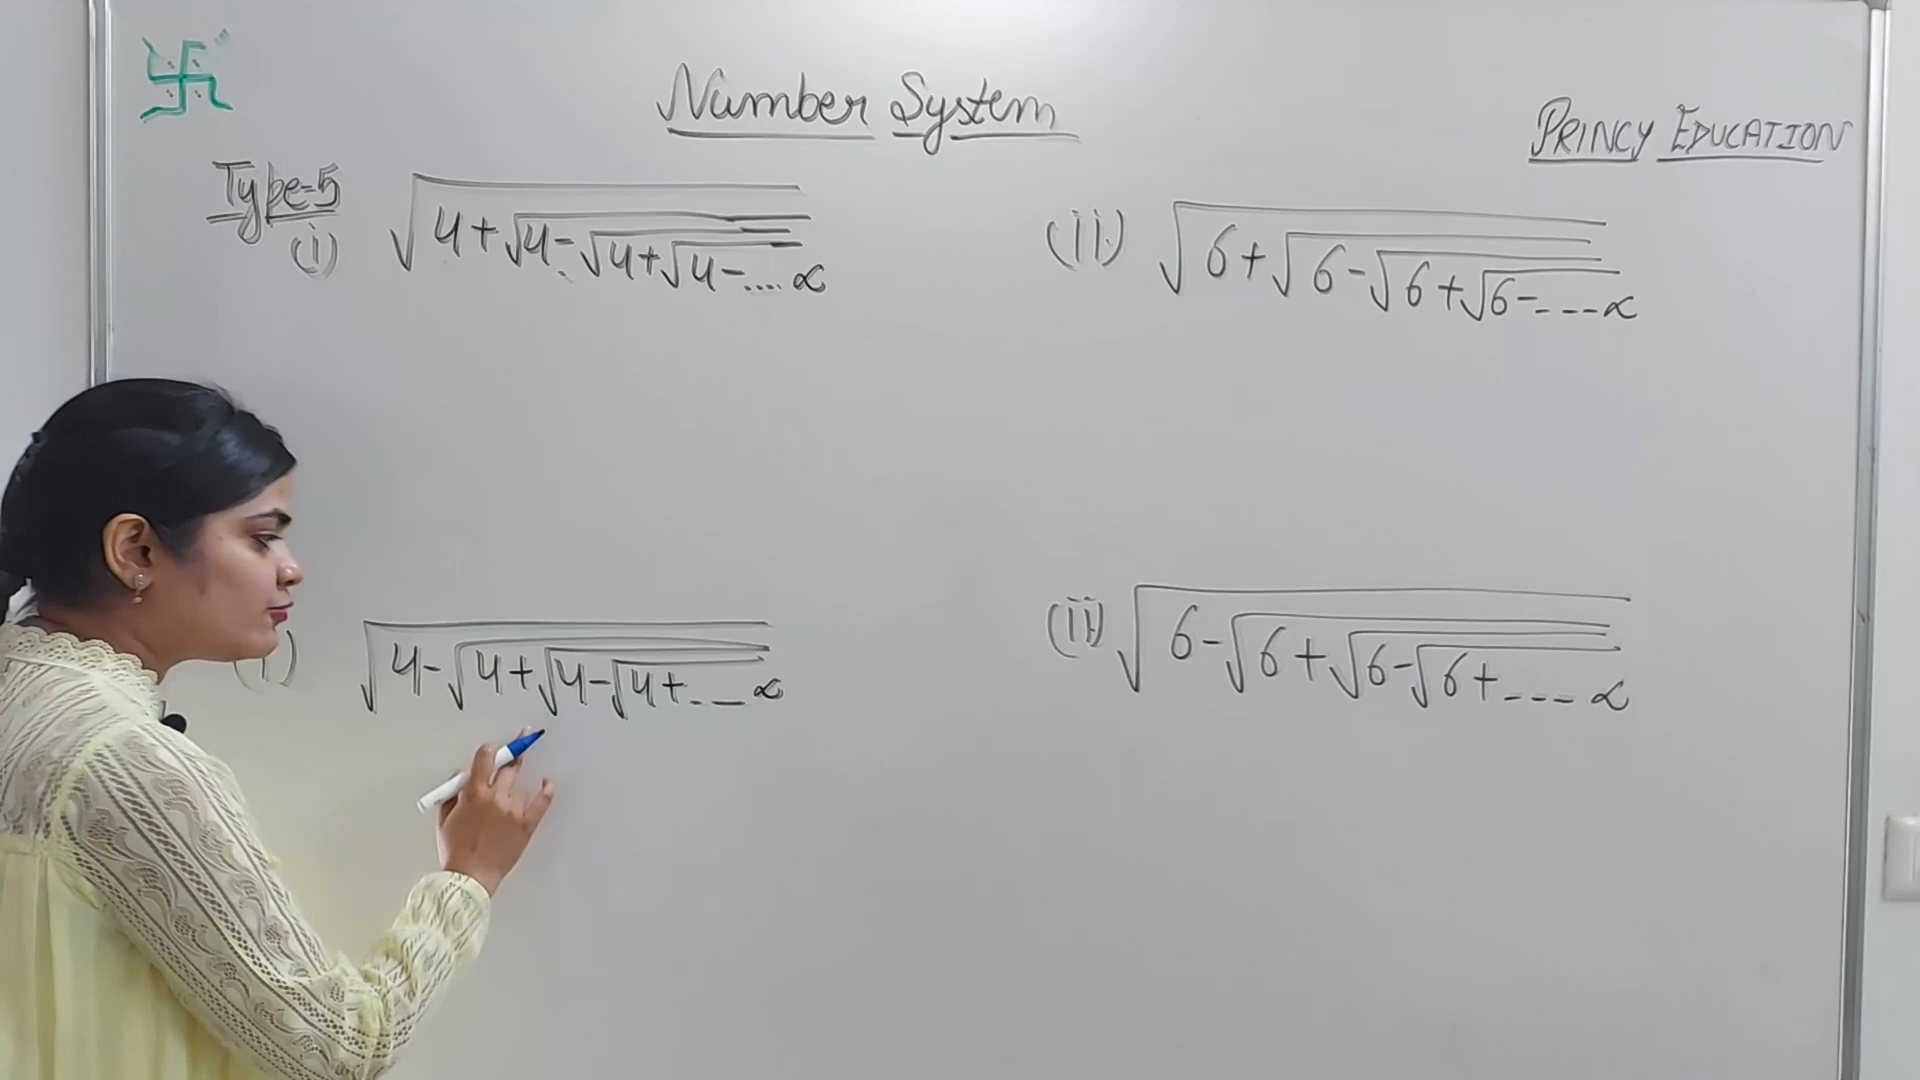 Number System
PRINCY EDUCATION
Type=5
(i) √4+√4-√4+√4-....∝
(ii) √6+√6-√6+√6-----∝
√4-√4+√4-√4+..__∝
(ii) √6-√6+√6-√6+----∝